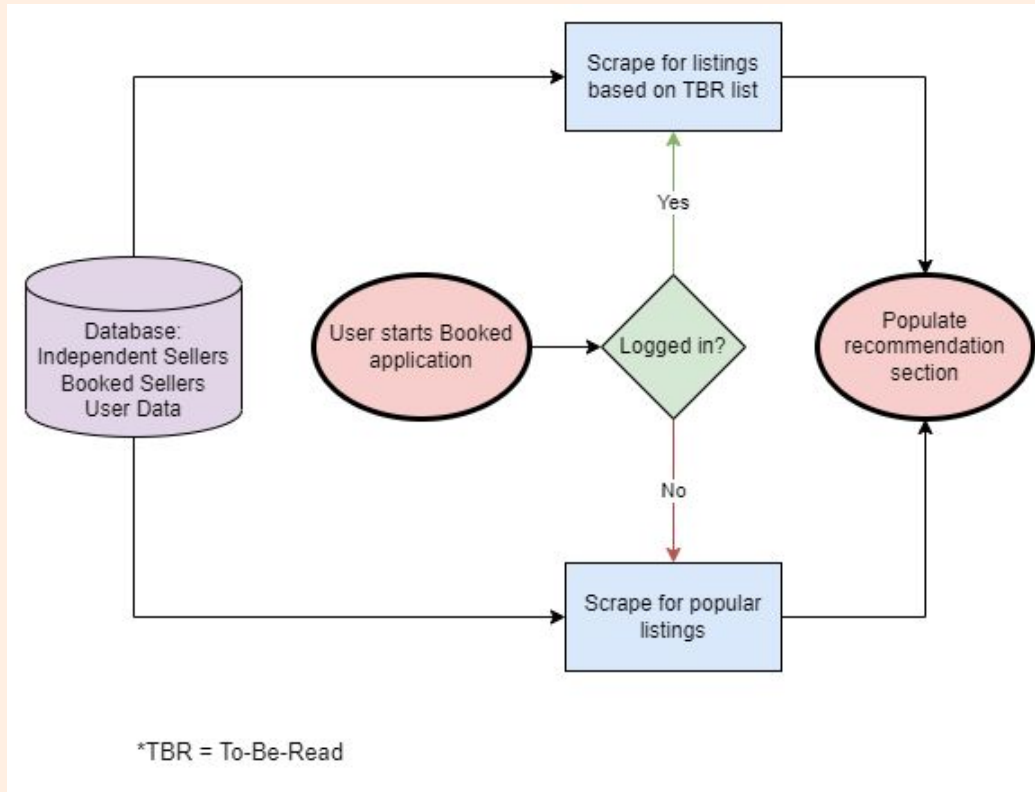 Scrape for listings
based on TBR list
Yes
Database:
Independent Sellers
Booked Sellers
User Data
User starts Booked
application
Logged in?
Populate
recommendation
section
No
Scrape for popular
listings
*TBR = To-Be-Read